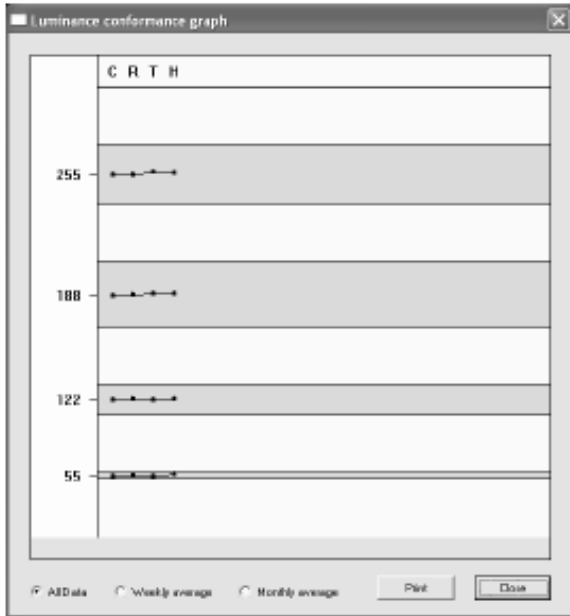 Luminance conformance graph
C R T H
255
188
122
55
All Data Weekly average Monthly average Print Close